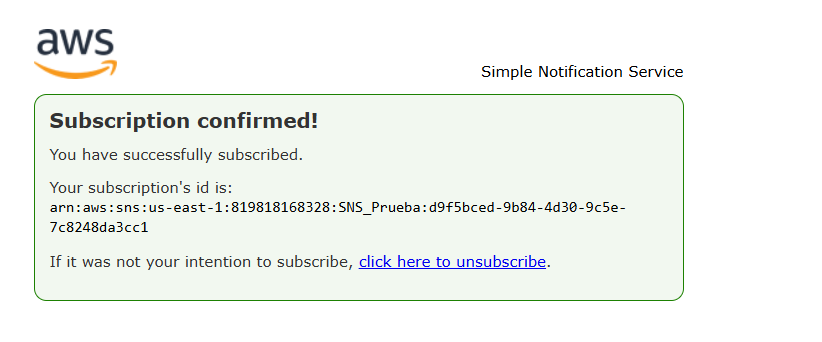 aws
Simple Notification Service
Subscription confirmed!
You have successfully subscribed.
Your subscription's id is:
arn:aws:sns:us-east-1:819818168328:SNS_Prueba:d9f5bced-9b84-4d30-9c5e-
7c8248da3cc1
If it was not your intention to subscribe, click here to unsubscribe.